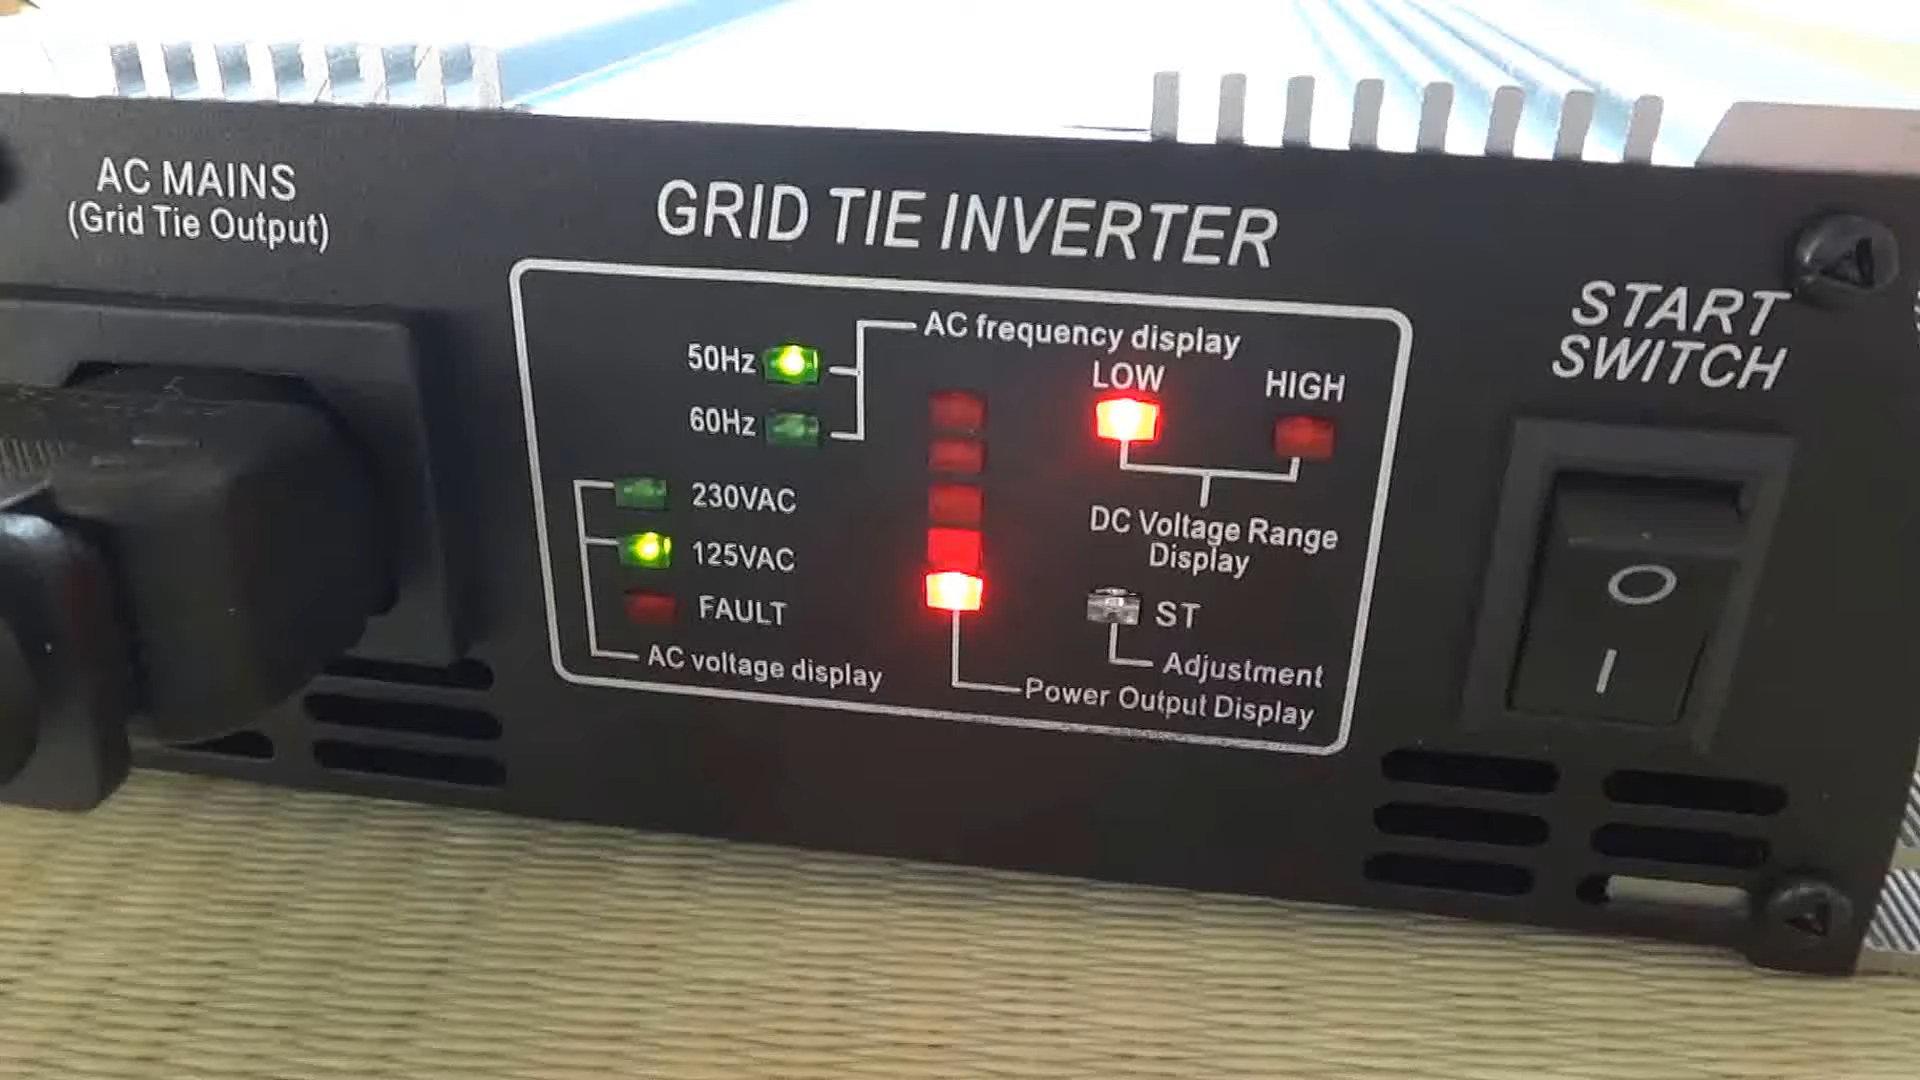 AC MAINS
(Grid Tie Output)
GRID TIE INVERTER
START
SWITCH
AC frequency display
50Hz
60Hz
LOW
HIGH
230VAC
125VAC
FAULT
AC voltage display
DC Voltage Range
Display
ST
Adjustment
Power Output Display
O
I